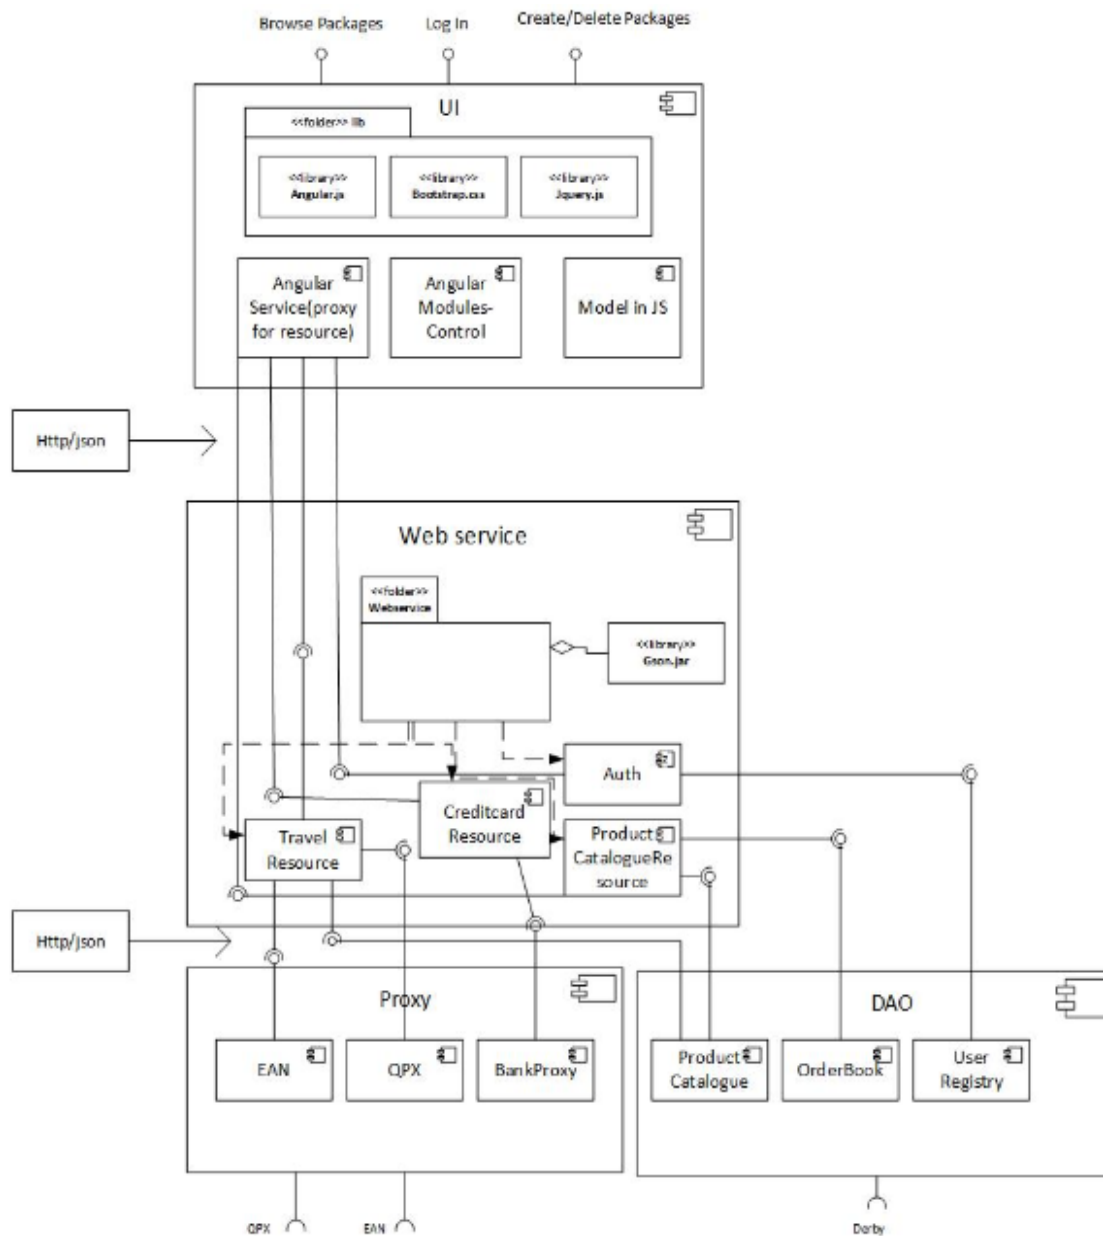 Browse Packages
Log In
Create/Delete Packages
UI
<<folder>> lib
<<library>>
Angular.js
<<library>>
Bootstrap.css
<<library>>
Jquery.js
Angular
Service(proxy
for resource)
Angular
Modules-
Control
Model in JS
Http/json
Web service
<<folder>>
Webservice
<<library>>
Gson.jar
Auth
Creditcard
Resource
Travel
Resource
Product
CatalogueRe
source
Http/json
Proxy
DAO
EAN
QPX
BankProxy
Product
Catalogue
OrderBook
User
Registry
QPX
EAN
Derby